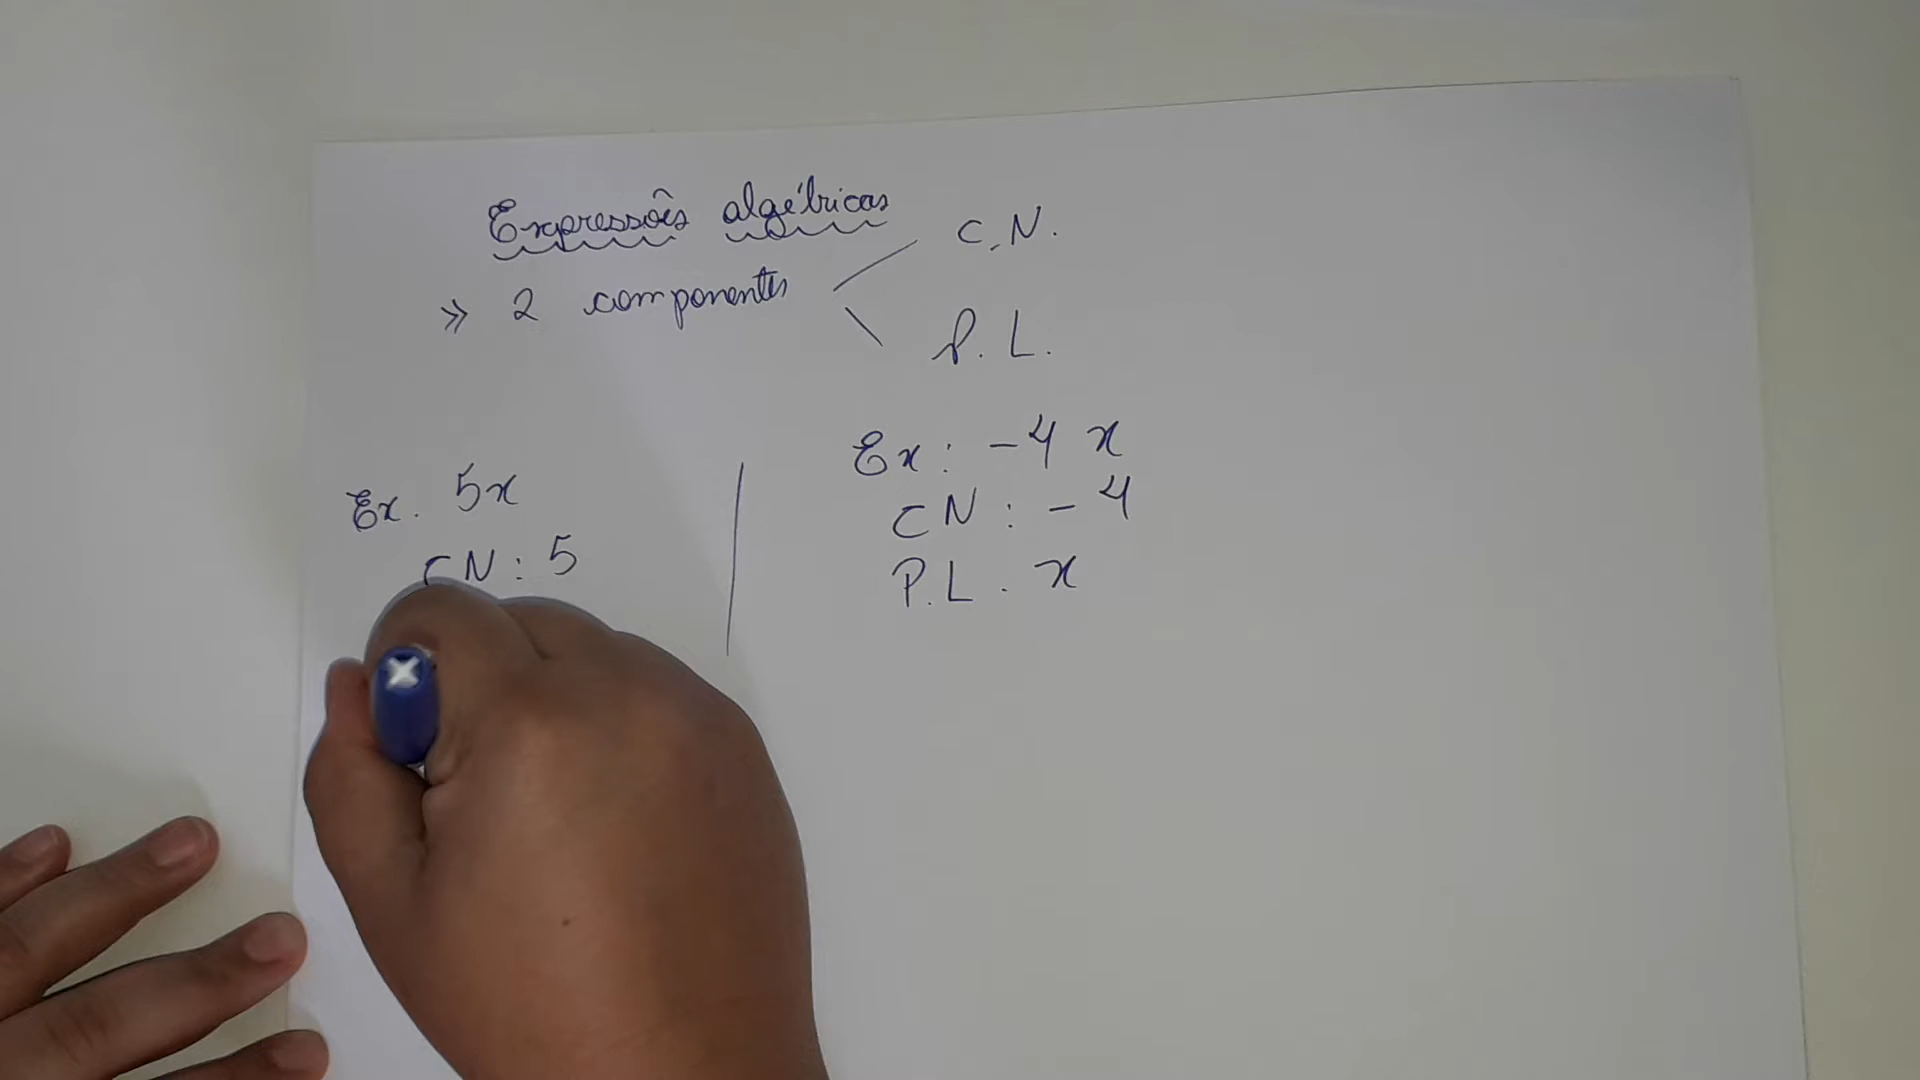 Expressões algébricas
C.N.
» 2 componentes
P. L.
Ex. 5x
CN: 5
Ex: -4 x
CN: -4
P.L. x